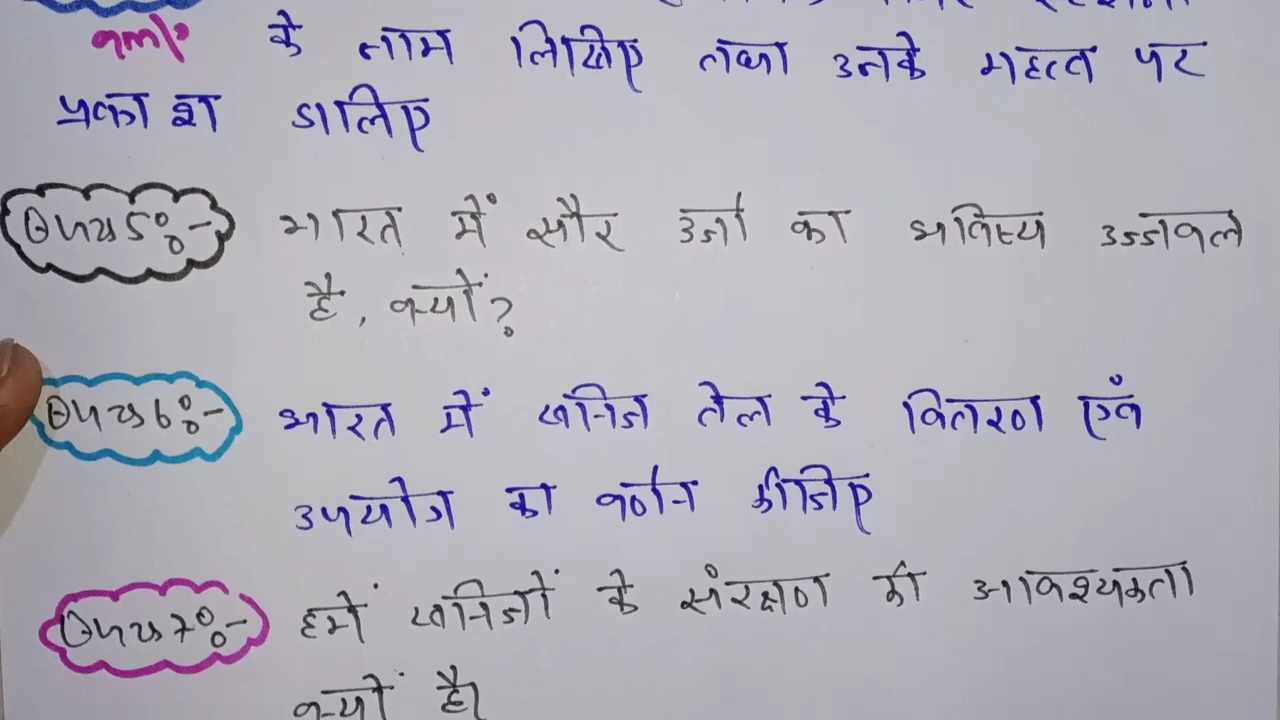 के नाम लिखिए तथा उनके महत्व पर
प्रकाश डालिए
Ques 5:- भारत में सौर उर्जा का भविष्य उज्जवल
है, क्यों?
Ques 6:- भारत में खनिज तेल के वितरण एवं
उपयोग का वर्णन कीजिए
Ques 7:- हमें खनिजों के संरक्षण की आवश्यकता
क्यों है।